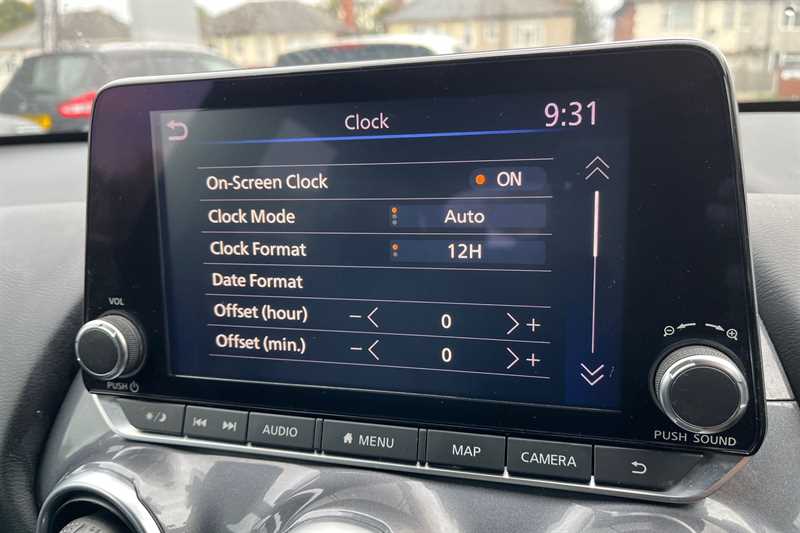 Clock 9:31
On-Screen Clock ON
Clock Mode Auto
Clock Format 12H
Date Format
Offset (hour) − 0 +
Offset (min.) − 0 +
VOL
PUSH
AUDIO
MENU
MAP
CAMERA
PUSH SOUND